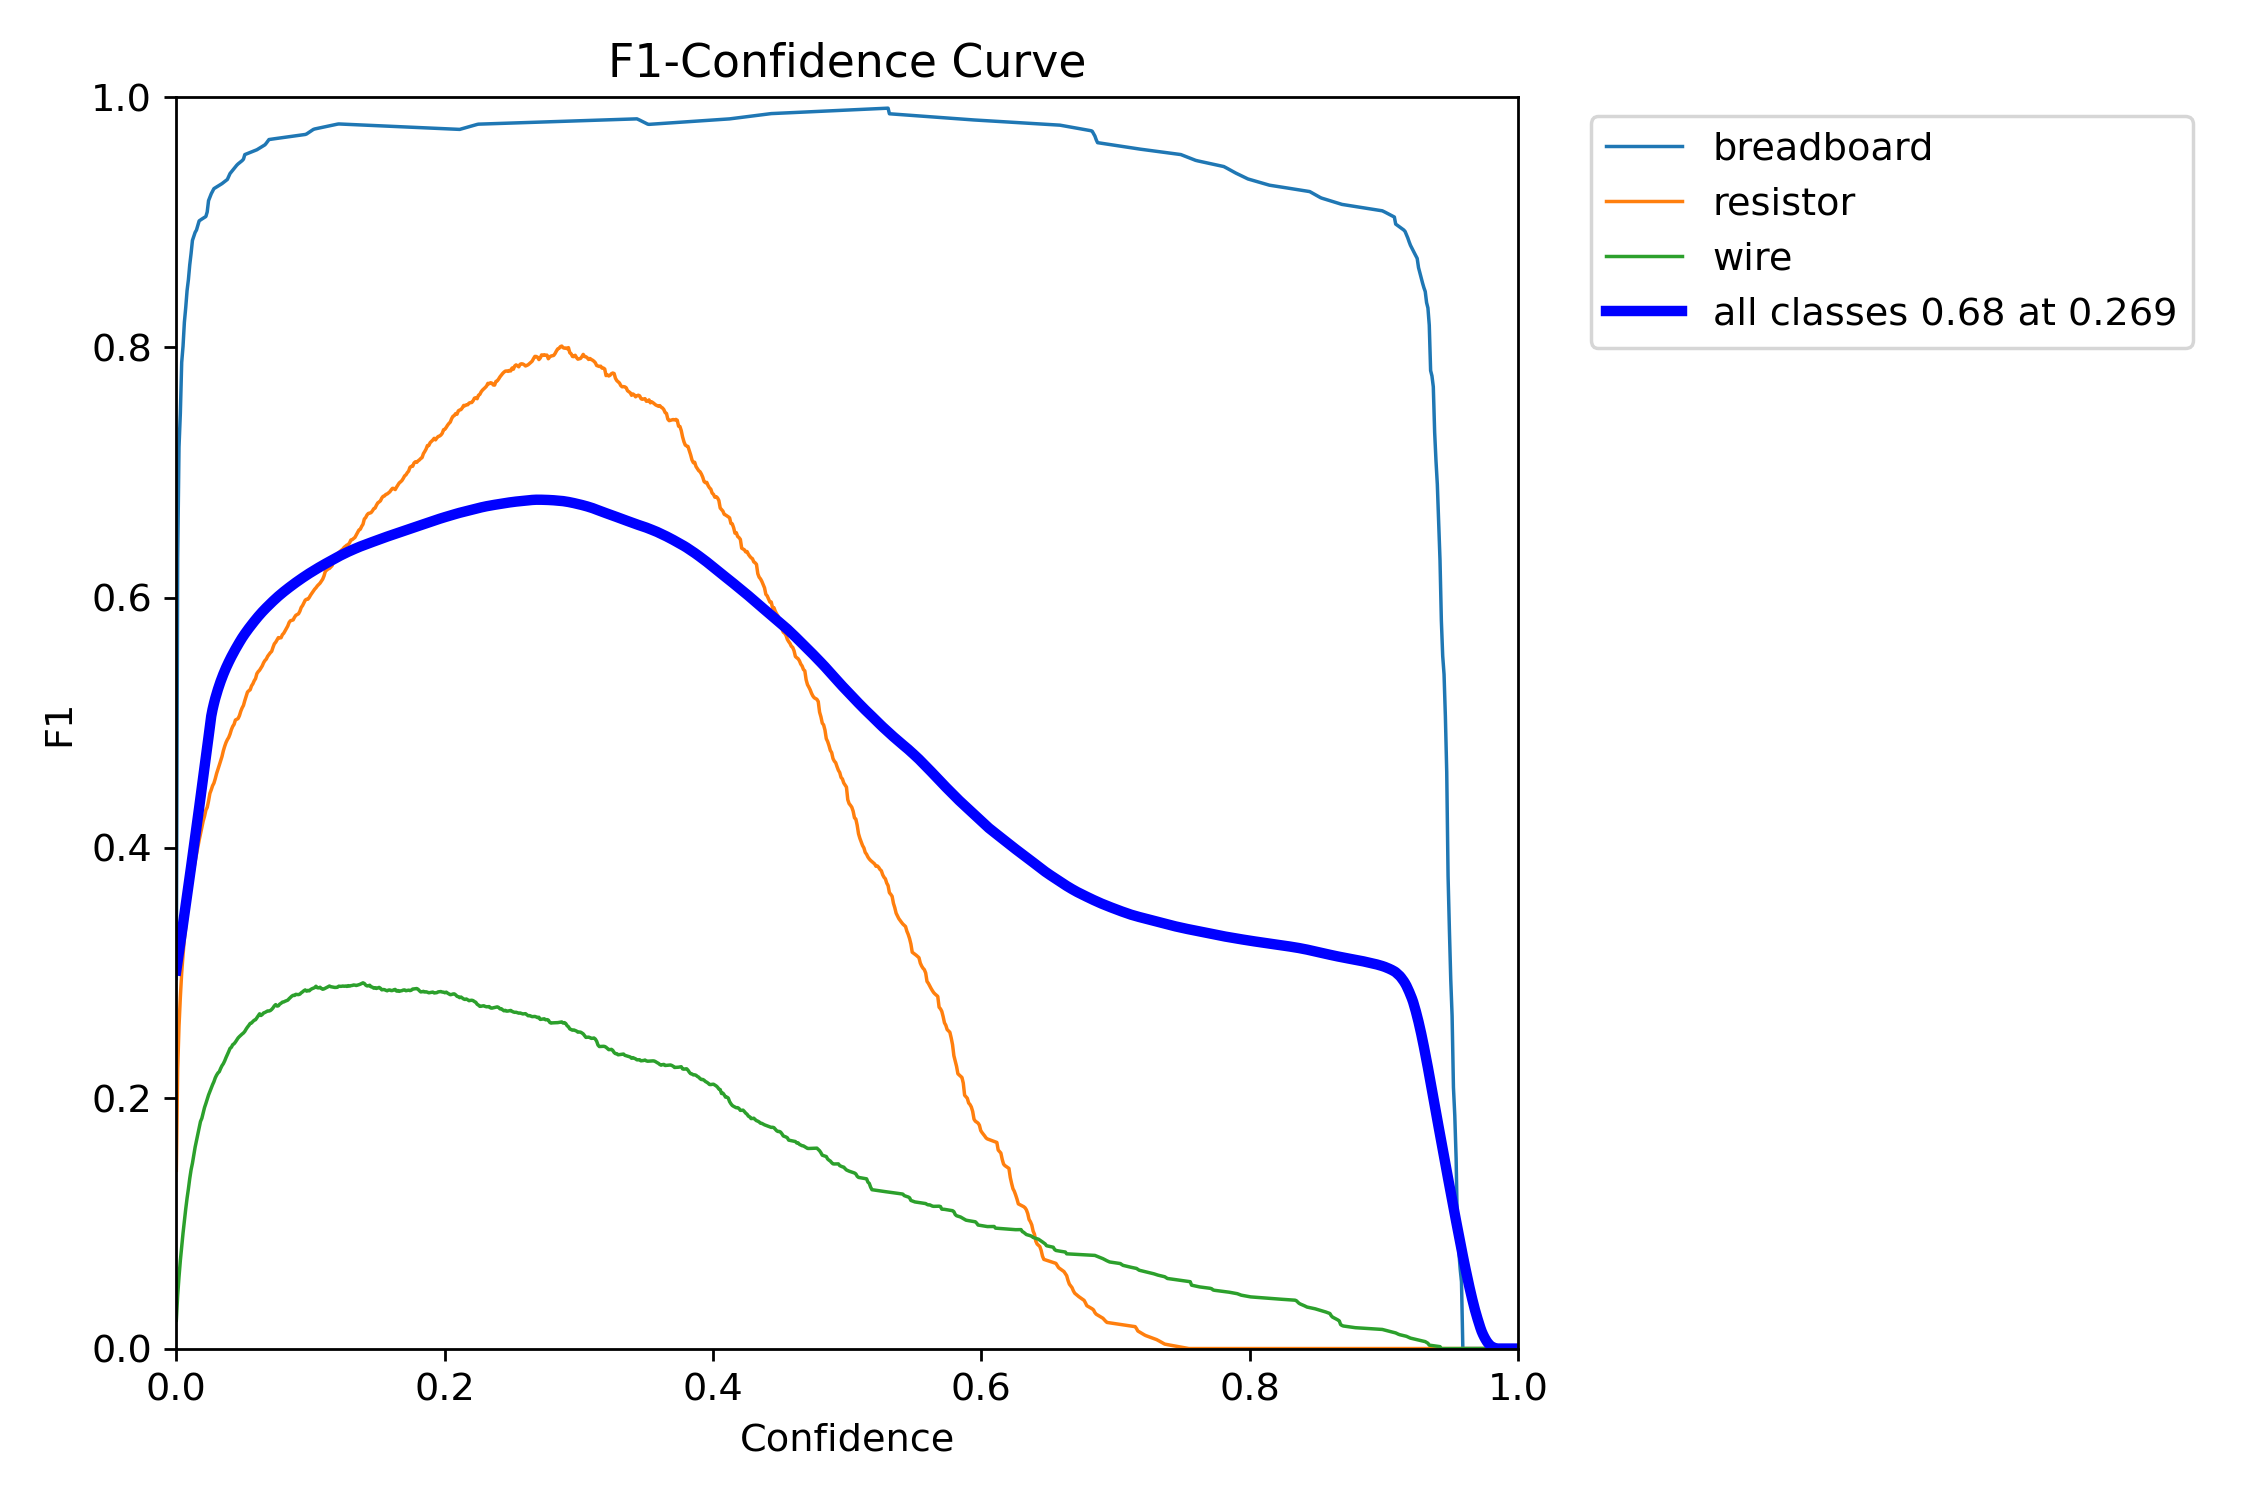 F1-Confidence Curve
1.0
0.8
0.6
0.4
0.2
0.0
F1
0.0 0.2 0.4 0.6 0.8 1.0
Confidence
breadboard
resistor
wire
all classes 0.68 at 0.269